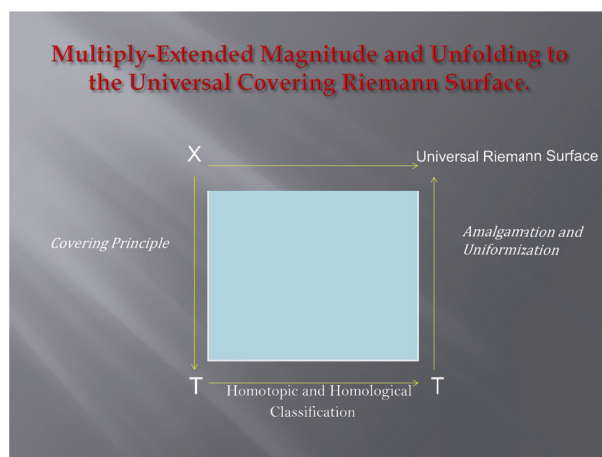 Multiply-Extended Magnitude and Unfolding to
the Universal Covering Riemann Surface.
X
Universal Riemann Surface
Covering Principle
Amalgamation and
Uniformization
T
Homotopic and Homological
Classification
T